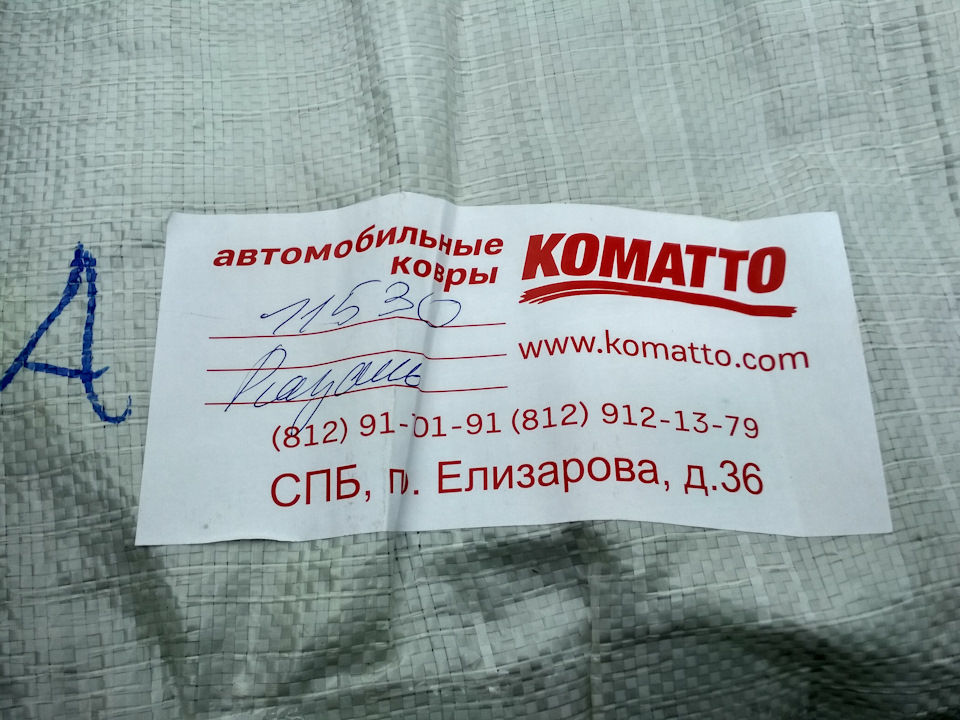 А
автомобильные
ковры
KOMATTO
11530
www.komatto.com
Рязань
(812) 91-01-91 (812) 912-13-79
СПБ, п. Елизарова, д.36